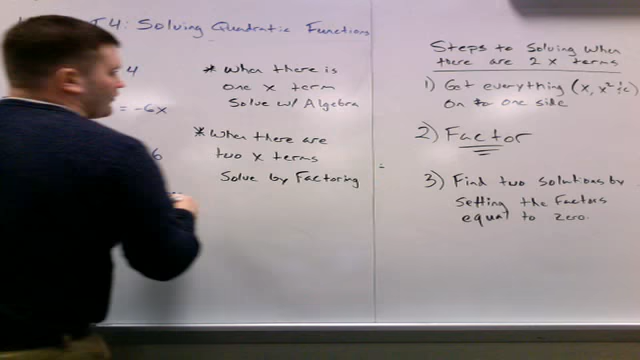 I4: Solving Quadratic Functions
4
= -6x
6
* When there is
one x term
Solve w/ Algebra
* When there are
two x terms
Solve by Factoring
Steps to Solving when
there are 2 x terms
1) Get everything (x, x² & c)
on to one side
2) Factor
3) Find two solutions by
setting the factors
equal to zero.